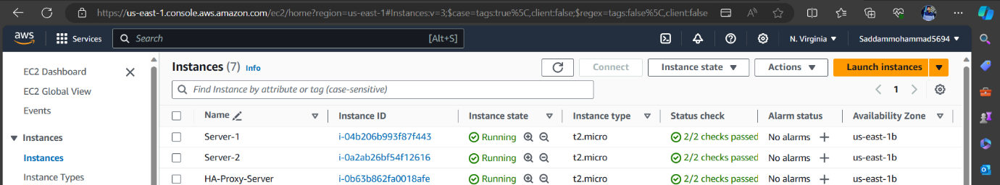 https://us-east-1.console.aws.amazon.com/ec2/home?region=us-east-1#Instances:v=3;$case=tags:true%5C,client:false;$regex=tags:false%5C,client:false
aws Services Search [Alt+S] N. Virginia Saddammohammad5694
EC2 Dashboard
EC2 Global View
Events
Instances
Instances
Instance Types
Instances (7) Info Connect Instance state Actions Launch instances
Find Instance by attribute or tag (case-sensitive) 1
Name Instance ID Instance state Instance type Status check Alarm status Availability Zone
Server-1 i-04b206b993f87f443 Running t2.micro 2/2 checks passed No alarms us-east-1b
Server-2 i-0a2ab26bf54f12616 Running t2.micro 2/2 checks passed No alarms us-east-1b
HA-Proxy-Server i-0b63b862fa0018afe Running t2.micro 2/2 checks passed No alarms us-east-1b